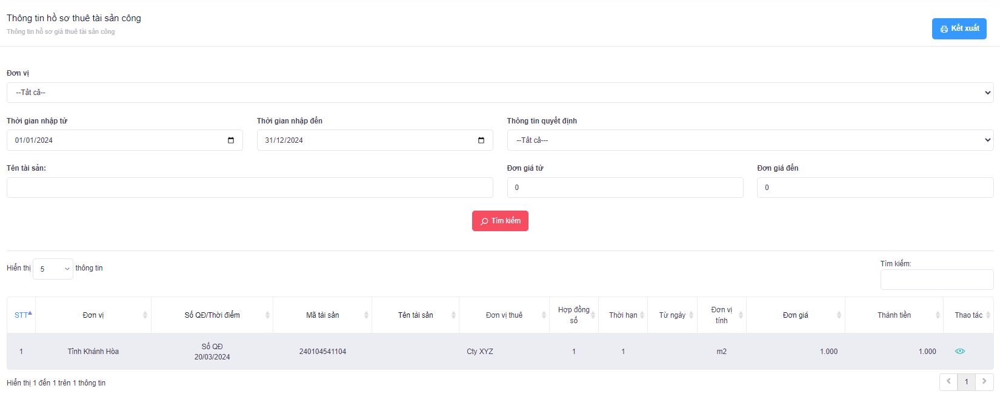 Thông tin hồ sơ thuê tài sản công
Thông tin hồ sơ giá thuê tài sản công
Kết xuất
Đơn vị
--Tất cả--
Thời gian nhập từ
Thời gian nhập đến
Thông tin quyết định
01/01/2024
31/12/2024
--Tất cả---
Tên tài sản:
Đơn giá từ
Đơn giá đến
0
0
Tìm kiếm
Hiển thị 5 thông tin
Tìm kiếm:
STT Đơn vị Số QĐ/Thời điểm Mã tài sản Tên tài sản Đơn vị thuê Hợp đồng số Thời hạn Từ ngày Đơn vị tính Đơn giá Thành tiền Thao tác
1 Tỉnh Khánh Hòa Số QĐ 20/03/2024 240104541104 Cty XYZ 1 1 m2 1.000 1.000
Hiển thị 1 đến 1 trên 1 thông tin
1